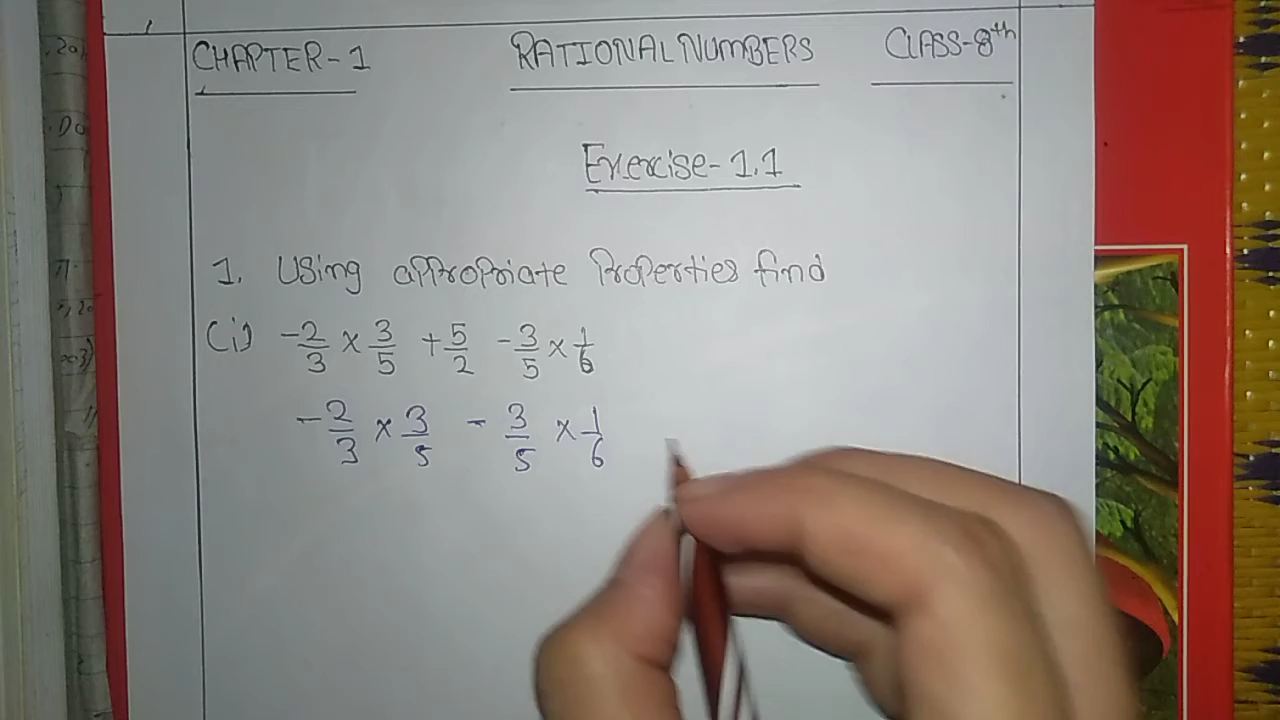 CHAPTER-1 RATIONAL NUMBERS CLASS-8th
Exercise-1.1
1. Using appropriate Properties find
(i) -2/3 × 3/5 + 5/2 - 3/5 × 1/6
-2/3 × 3/5 - 3/5 × 1/6